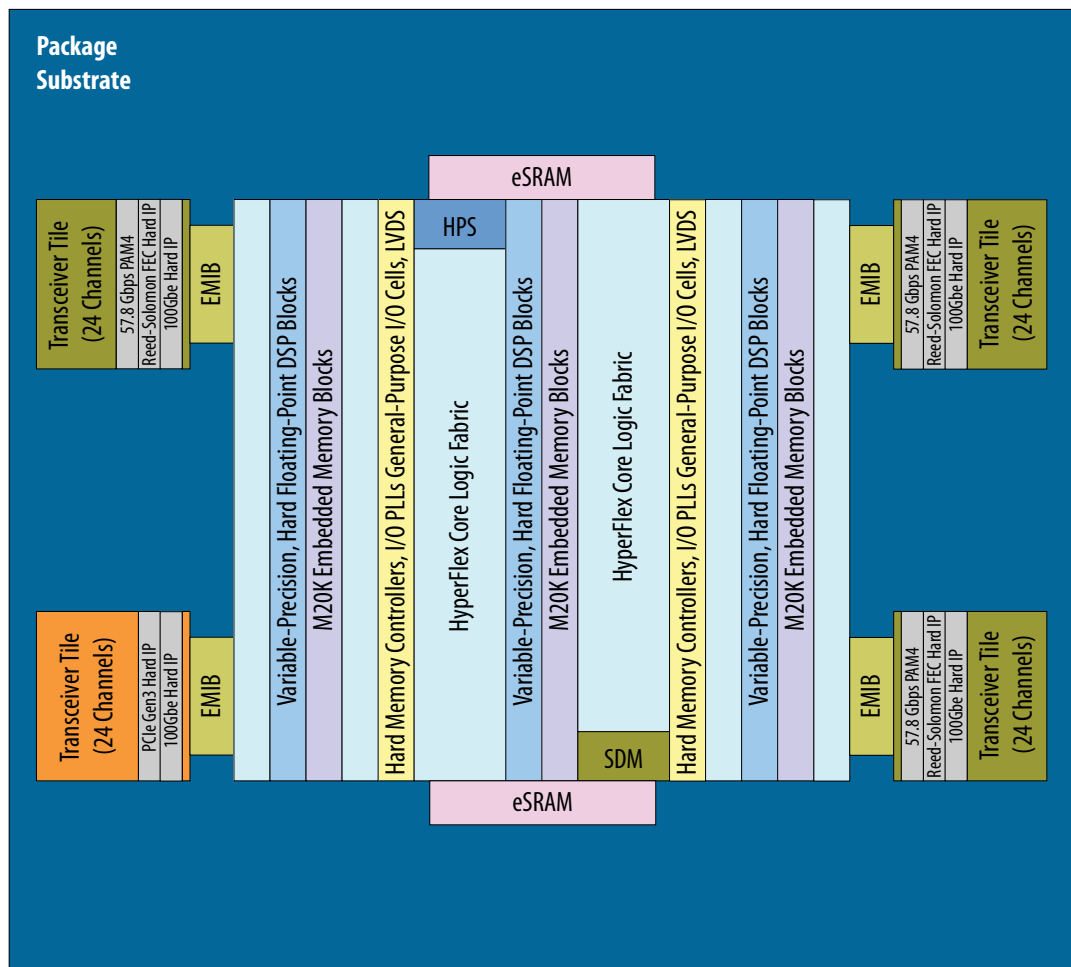 Package
Substrate
eSRAM
Transceiver Tile
(24 Channels)
57.8 Gbps PAM4
Reed-Solomon FEC Hard IP
100Gbe Hard IP
EMIB
Variable-Precision, Hard Floating-Point DSP Blocks
M20K Embedded Memory Blocks
Hard Memory Controllers, I/O PLLs General-Purpose I/O Cells, LVDS
HPS
HyperFlex Core Logic Fabric
Variable-Precision, Hard Floating-Point DSP Blocks
M20K Embedded Memory Blocks
HyperFlex Core Logic Fabric
Hard Memory Controllers, I/O PLLs General-Purpose I/O Cells, LVDS
Variable-Precision, Hard Floating-Point DSP Blocks
M20K Embedded Memory Blocks
EMIB
57.8 Gbps PAM4
Reed-Solomon FEC Hard IP
100Gbe Hard IP
Transceiver Tile
(24 Channels)
Transceiver Tile
(24 Channels)
PCIe Gen3 Hard IP
100Gbe Hard IP
EMIB
SDM
EMIB
57.8 Gbps PAM4
Reed-Solomon FEC Hard IP
100Gbe Hard IP
Transceiver Tile
(24 Channels)
eSRAM